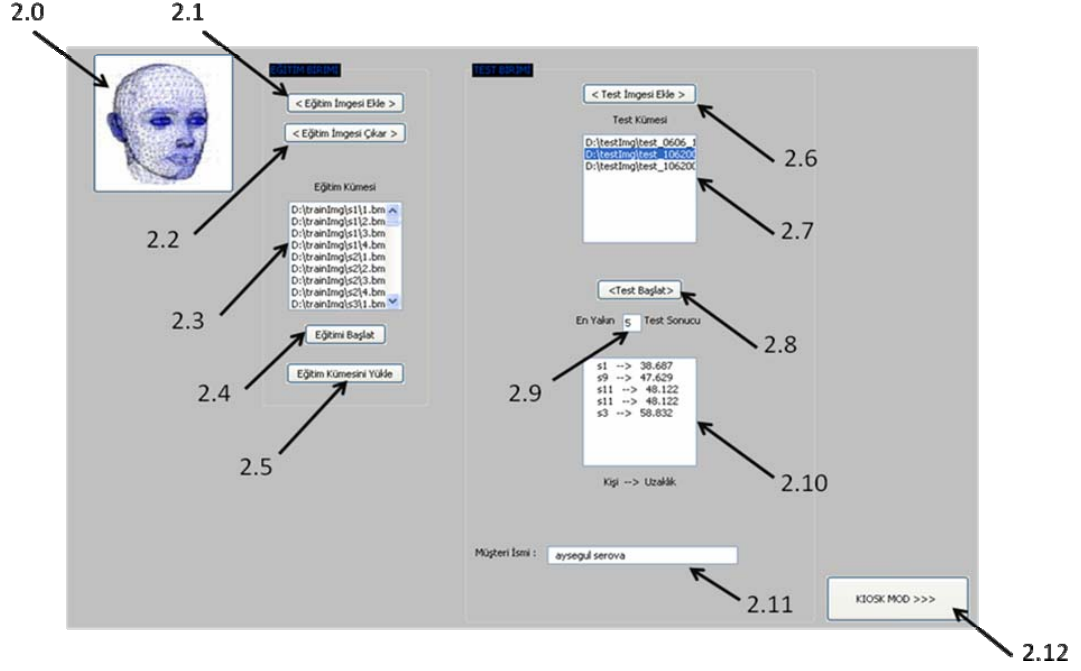 2.0
2.1
EĞİTİM BİRİMİ
< Eğitim İmgesi Ekle >
< Eğitim İmgesi Çıkar >
2.2
Eğitim Kümesi
D:\trainImg\s1\1.bm
D:\trainImg\s1\2.bm
D:\trainImg\s1\3.bm
D:\trainImg\s1\4.bm
D:\trainImg\s2\1.bm
D:\trainImg\s2\2.bm
D:\trainImg\s2\3.bm
D:\trainImg\s2\4.bm
D:\trainImg\s3\1.bm
2.3
Eğitimi Başlat
2.4
Eğitim Kümesini Yükle
2.5
TEST BİRİMİ
< Test İmgesi Ekle >
2.6
Test Kümesi
D:\testImg\test_0606_1
D:\testImg\test_106200
D:\testImg\test_106200
2.7
<Test Başlat>
2.8
En Yakın 5 Test Sonucu
2.9
s1 --> 38.687
s9 --> 47.629
s11 --> 48.122
s11 --> 48.122
s3 --> 58.832
2.10
Kişi --> Uzaklık
Müşteri İsmi : aysegul serova
2.11
KIOSK MOD >>>
2.12